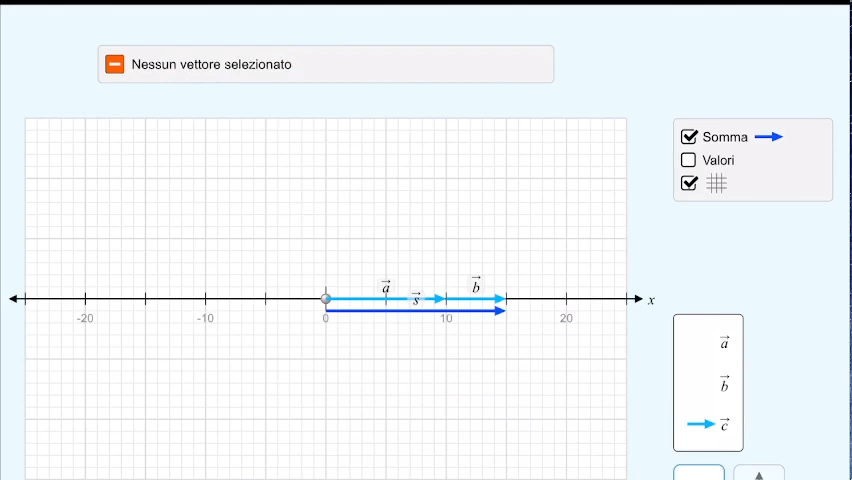 Nessun vettore selezionato
Somma
Valori
a
b
s
x
-20
-10
0
10
20
a
b
c